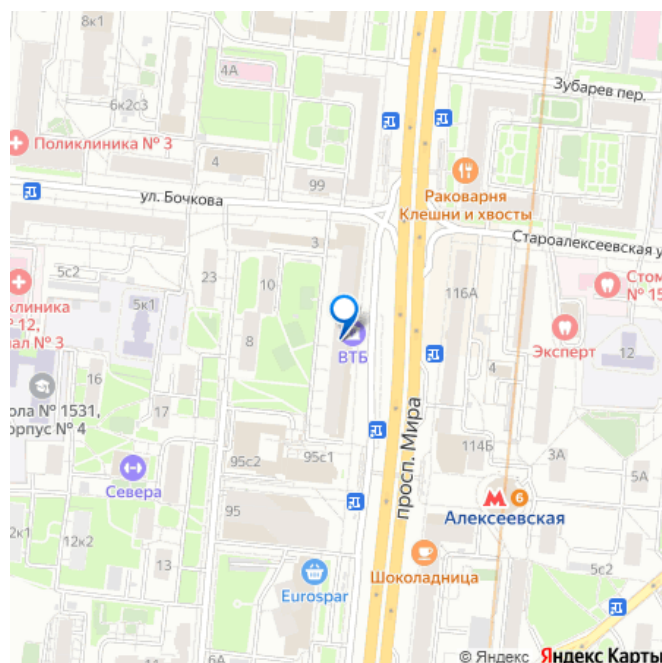 8к1
4А
Зубарев пер.
6к2с3
Поликлиника № 3
4
99
ул. Бочкова
Раковарня
Клешни и хвосты
Староалексеевская у
3
5с2
23
10
116А
Стом
№ 15
клиника
№ 12,
ал № 3
5к1
8
ВТБ
4
Эксперт
12
16
ола № 1531,
орпус № 4
17
просп. Мира
95с2
95с1
114Б
3А
5А
Севера
6
Алексеевская
95
2к1
12к2
Шоколадница
Eurospar
5с2
13
6А
© Яндекс Яндекс Карты